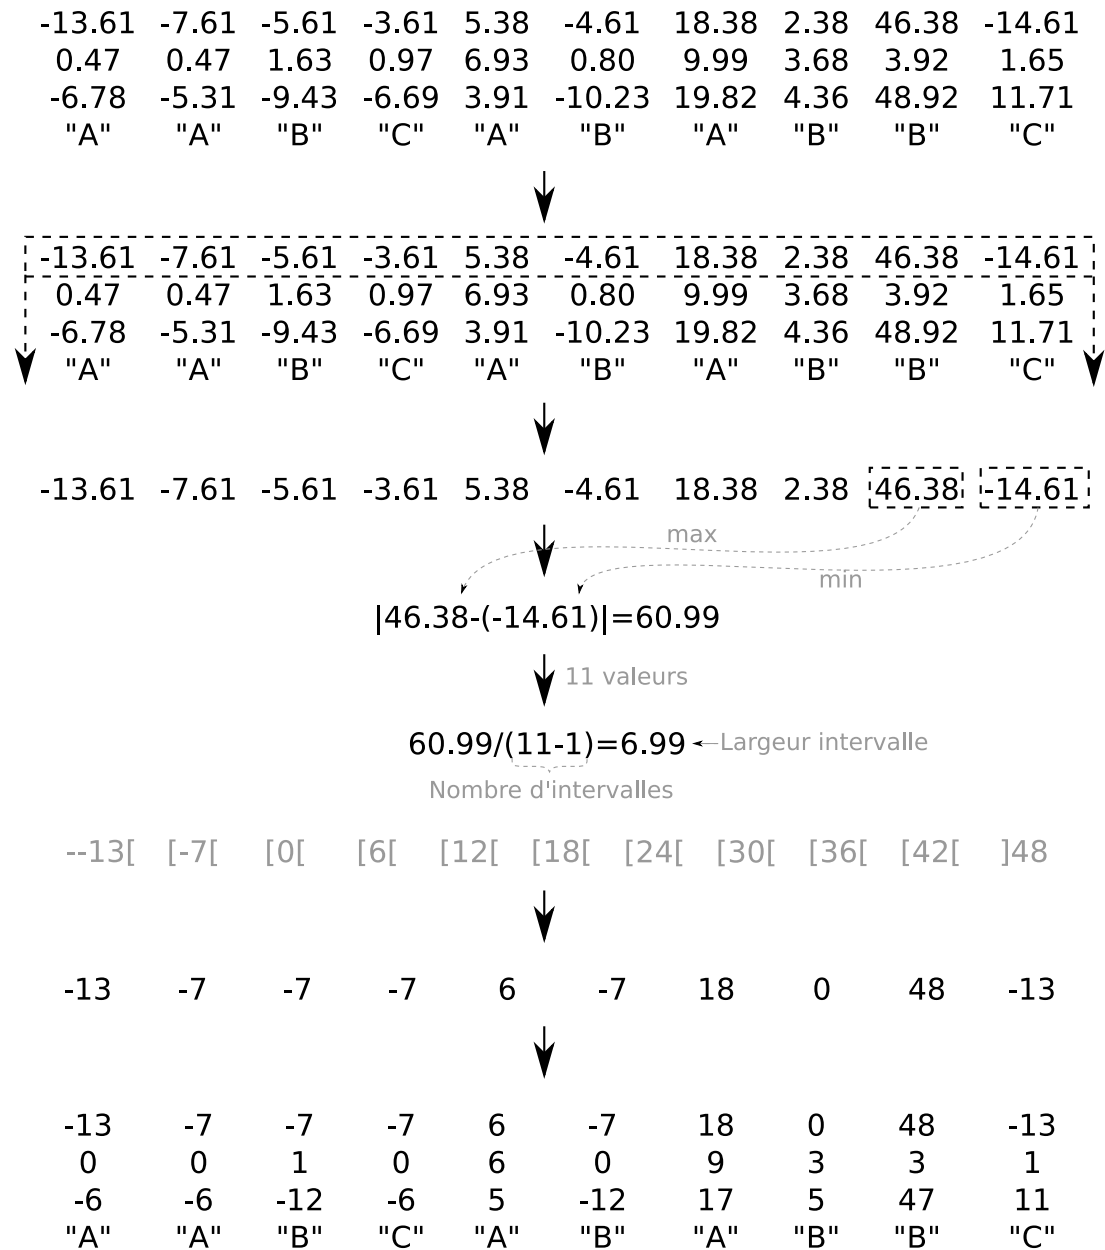 -13.61 -7.61 -5.61 -3.61 5.38 -4.61 18.38 2.38 46.38 -14.61
0.47 0.47 1.63 0.97 6.93 0.80 9.99 3.68 3.92 1.65
-6.78 -5.31 -9.43 -6.69 3.91 -10.23 19.82 4.36 48.92 11.71
"A" "A" "B" "C" "A" "B" "A" "B" "B" "C"
-13.61 -7.61 -5.61 -3.61 5.38 -4.61 18.38 2.38 46.38 -14.61
0.47 0.47 1.63 0.97 6.93 0.80 9.99 3.68 3.92 1.65
-6.78 -5.31 -9.43 -6.69 3.91 -10.23 19.82 4.36 48.92 11.71
"A" "A" "B" "C" "A" "B" "A" "B" "B" "C"
-13.61 -7.61 -5.61 -3.61 5.38 -4.61 18.38 2.38 46.38 -14.61
max
min
|46.38-(-14.61)|=60.99
11 valeurs
60.99/(11-1)=6.99 Largeur intervalle
Nombre d'intervalles
--13[ [-7[ [0[ [6[ [12[ [18[ [24[ [30[ [36[ [42[ ]48
-13 -7 -7 -7 6 -7 18 0 48 -13
-13 -7 -7 -7 6 -7 18 0 48 -13
0 0 1 0 6 0 9 3 3 1
-6 -6 -12 -6 5 -12 17 5 47 11
"A" "A" "B" "C" "A" "B" "A" "B" "B" "C"